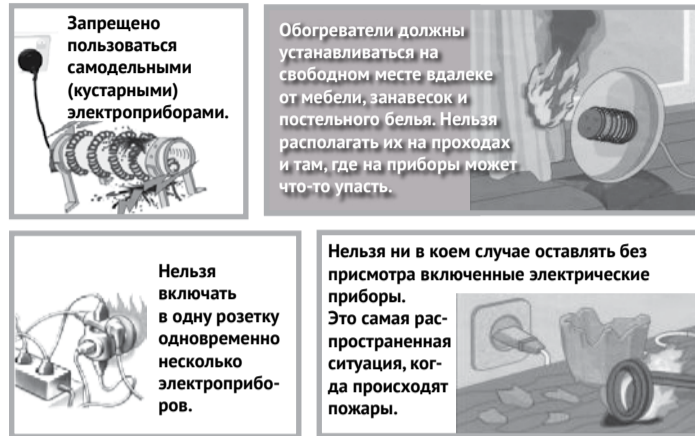 Запрещено
пользоваться
самодельными
(кустарными)
электроприборами.
Обогреватели должны
устанавливаться на
свободном месте вдалеке
от мебели, занавесок и
постельного белья. Нельзя
располагать их на проходах
и там, где на приборы может
что-то упасть.
Нельзя
включать
в одну розетку
одновременно
несколько
электроприбо-
ров.
Нельзя ни в коем случае оставлять без
присмотра включенные электрические
приборы.
Это самая рас-
пространенная
ситуация, ког-
да происходят
пожары.